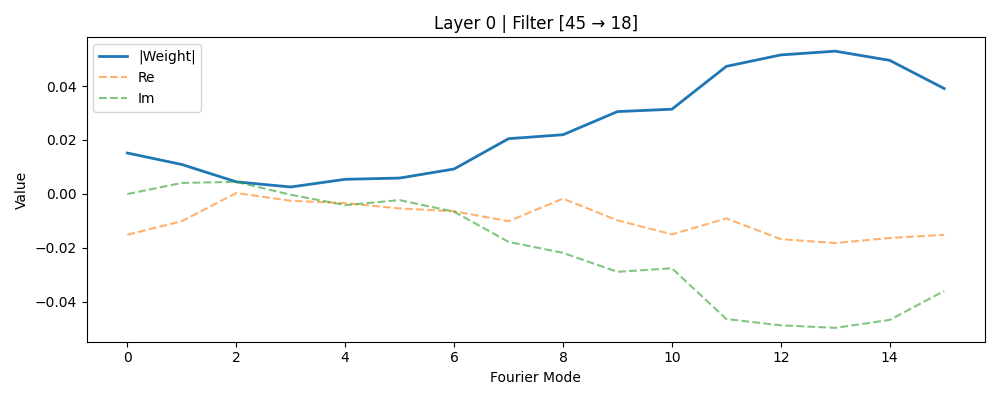 Layer 0 | Filter [45 → 18]
|Weight|
Re
Im
Value
0.04
0.02
0.00
−0.02
−0.04
0 2 4 6 8 10 12 14
Fourier Mode